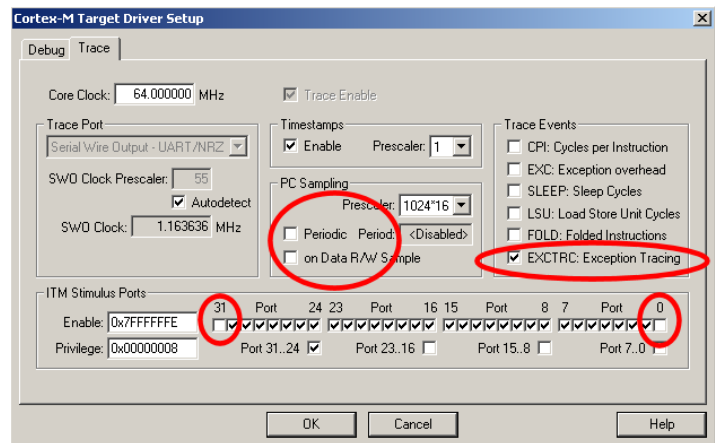 Cortex-M Target Driver Setup
Debug Trace
Core Clock: 64.000000 MHz Trace Enable
Trace Port Timestamps Trace Events
Serial Wire Output - UART/NRZ Enable Prescaler: 1 CPI: Cycles per Instruction
EXC: Exception overhead
SWO Clock Prescaler: 55 PC Sampling SLEEP: Sleep Cycles
Autodetect Prescaler: 1024*16 LSU: Load Store Unit Cycles
SWO Clock: 1.163636 MHz Periodic Period: <Disabled> FOLD: Folded Instructions
on Data R/W Sample EXCTRC: Exception Tracing
ITM Stimulus Ports
31 Port 24 23 Port 16 15 Port 8 7 Port 0
Enable: 0x7FFFFFFE
Privilege: 0x00000008 Port 31..24 Port 23..16 Port 15..8 Port 7..0
OK Cancel Help